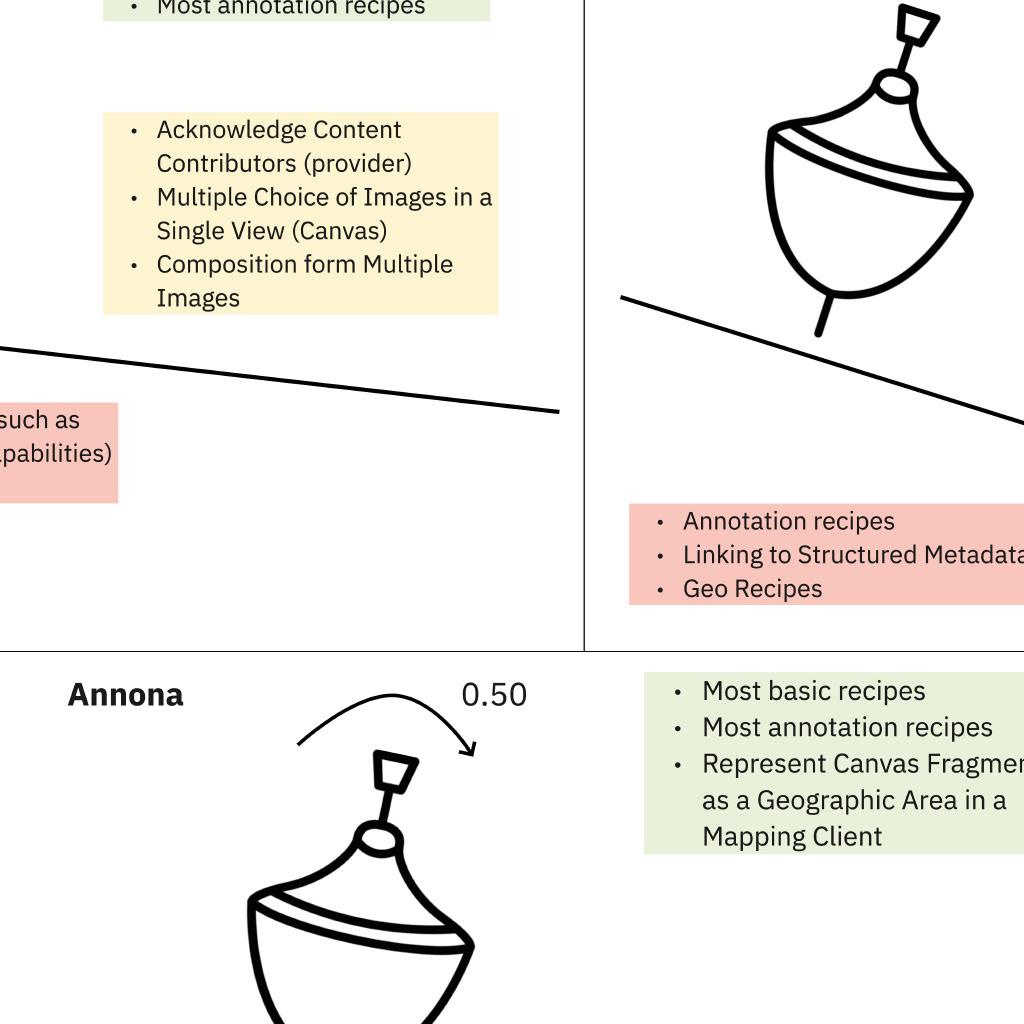 • Most annotation recipes
• Acknowledge Content
Contributors (provider)
• Multiple Choice of Images in a
Single View (Canvas)
• Composition form Multiple
Images
such as
• Annotation recipes
• Linking to Structured Metadata
• Geo Recipes
Annona
0.50
• Most basic recipes
• Most annotation recipes
• Represent Canvas
as a Geographic Area in a
Mapping Client